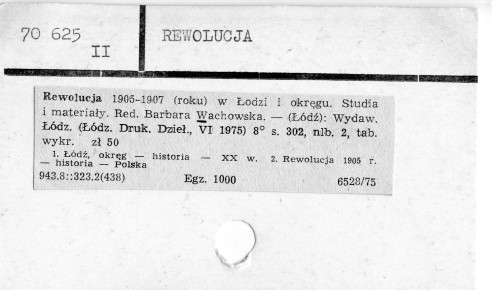 70 625
II
REWOLUCJA
Rewolucja 1905-1907 (roku) w Łodzi i okręgu. Studia
i materiały. Red. Barbara Wachowska. — (Łódź): Wydaw.
Łódz. (Łódz. Druk. Dzieł., VI 1975) 8° s. 302, nlb. 2, tab.
wykr. zł 50
1. Łódź, okręg — historia — XX w. 2. Rewolucja 1905 r.
— historia — Polska
943.8::323.2(438) Egz. 1000 6528/75